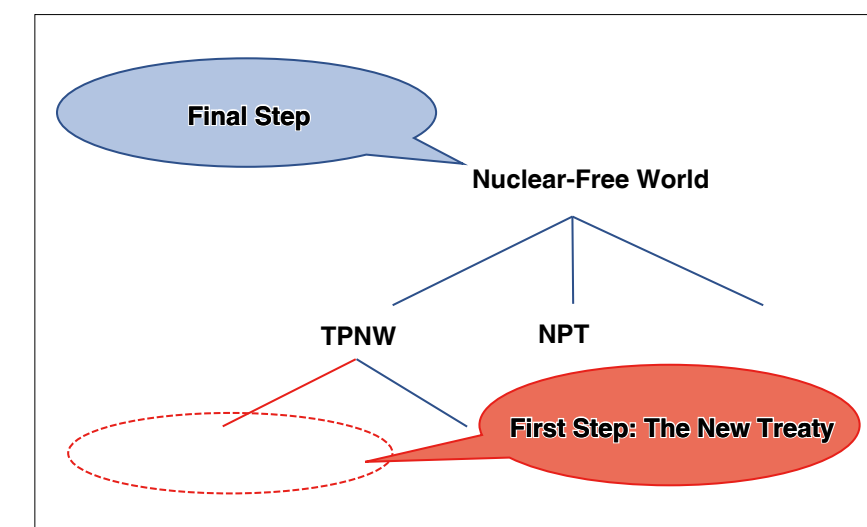 Final Step
Nuclear-Free World
TPNW
NPT
First Step: The New Treaty